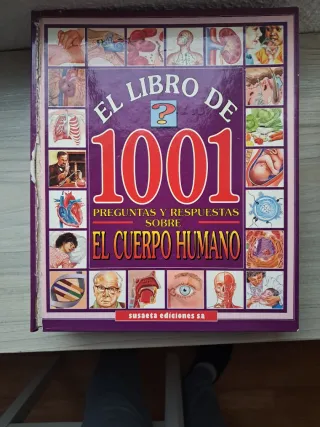 EL LIBRO DE
?
1001
PREGUNTAS Y RESPUESTAS
SOBRE
EL CUERPO HUMANO
susaeta ediciones sa